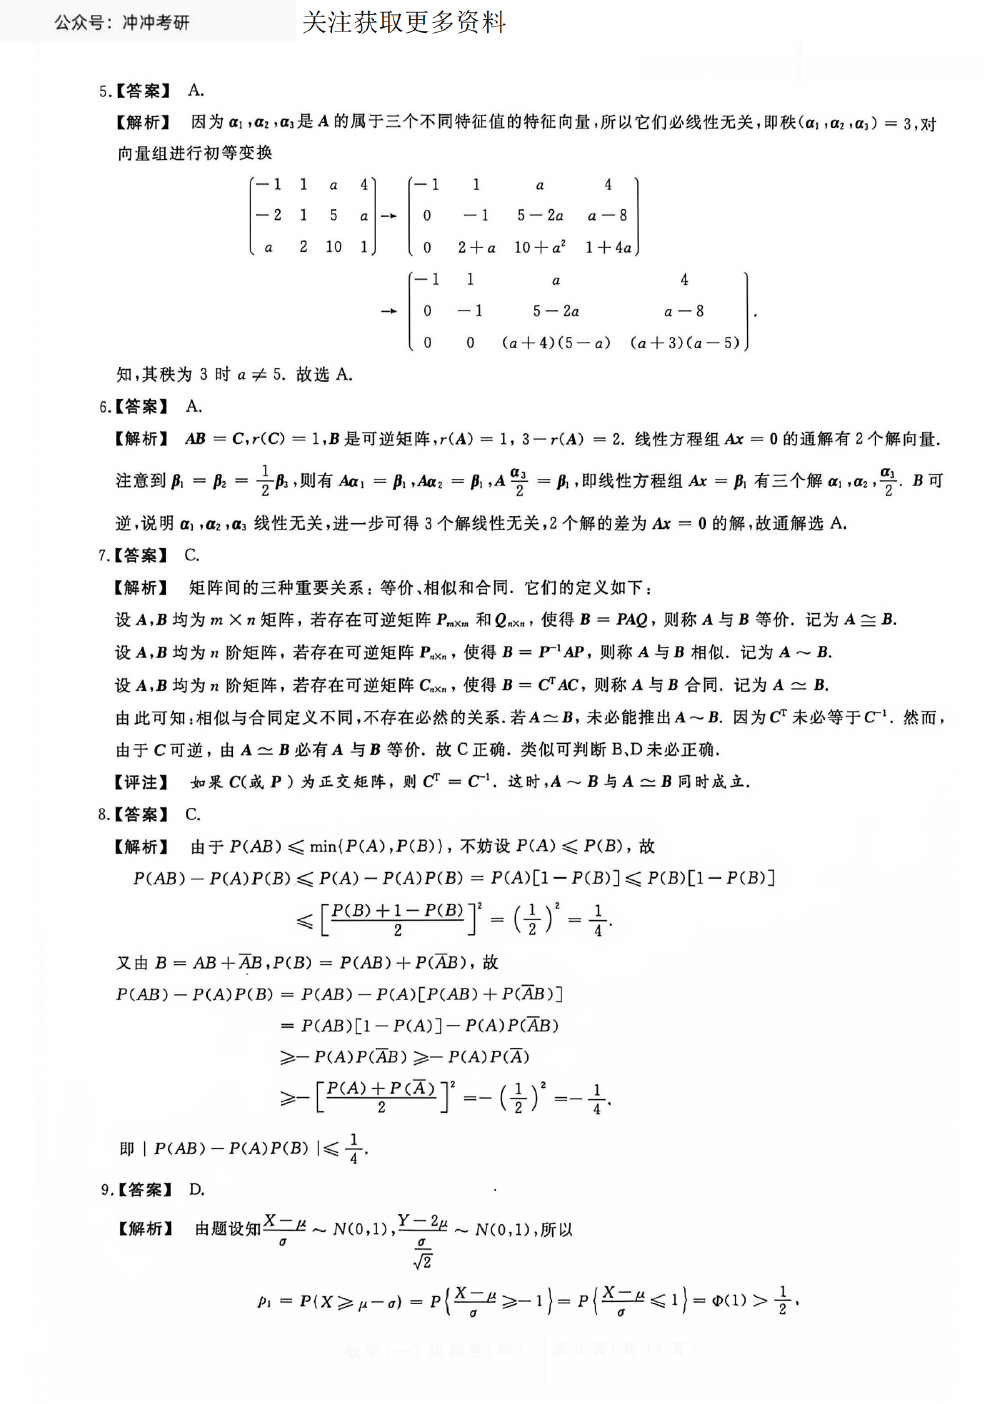 公众号：冲冲考研 关注获取更多资料
5.【答案】 A.
【解析】 因为 α₁,α₂,α₃是 A 的属于三个不同特征值的特征向量,所以它们必线性无关,即秩(α₁,α₂,α₃) = 3,对
向量组进行初等变换
(−1 1 a 4; −2 1 5 a; a 2 10 1) → (−1 1 a 4; 0 −1 5−2a a−8; 0 2+a 10+a² 1+4a)
→ (−1 1 a 4; 0 −1 5−2a a−8; 0 0 (a+4)(5−a) (a+3)(a−5)).
知,其秩为 3 时 a ≠ 5. 故选 A.
6.【答案】 A.
【解析】 AB = C,r(C) = 1,B 是可逆矩阵,r(A) = 1, 3−r(A) = 2. 线性方程组 Ax = 0 的通解有 2 个解向量.
注意到 β₁ = β₂ = 1/2 β₃,则有 Aα₁ = β₁,Aα₂ = β₁,A α₃/2 = β₁,即线性方程组 Ax = β₁ 有三个解 α₁,α₂,α₃/2. B 可
逆,说明 α₁,α₂,α₃ 线性无关,进一步可得 3 个解线性无关,2 个解的差为 Ax = 0 的解,故通解选 A.
7.【答案】 C.
【解析】 矩阵间的三种重要关系：等价、相似和合同. 它们的定义如下：
设 A,B 均为 m × n 矩阵，若存在可逆矩阵 Pₘₓₘ 和 Qₙₓₙ，使得 B = PAQ，则称 A 与 B 等价. 记为 A ≅ B.
设 A,B 均为 n 阶矩阵，若存在可逆矩阵 Pₙₓₙ，使得 B = P⁻¹AP，则称 A 与 B 相似. 记为 A ~ B.
设 A,B 均为 n 阶矩阵，若存在可逆矩阵 Cₙₓₙ，使得 B = CᵀAC，则称 A 与 B 合同. 记为 A ≃ B.
由此可知:相似与合同定义不同,不存在必然的关系.若A≃B，未必能推出A~B. 因为Cᵀ 未必等于C⁻¹. 然而，
由于 C 可逆，由 A ≃ B 必有 A 与 B 等价. 故 C 正确. 类似可判断 B、D 未必正确.
【评注】 如果 C(或 P) 为正交矩阵，则 Cᵀ = C⁻¹. 这时,A ~ B 与 A ≃ B 同时成立.
8.【答案】 C.
【解析】 由于 P(AB) ≤ min{P(A),P(B)}，不妨设 P(A) ≤ P(B)，故
P(AB) − P(A)P(B) ≤ P(A) − P(A)P(B) = P(A)[1−P(B)] ≤ P(B)[1−P(B)]
≤ [(P(B)+1−P(B))/2]² = (1/2)² = 1/4.
又由 B = AB + A̅B,P(B) = P(AB) + P(A̅B)，故
P(AB) − P(A)P(B) = P(AB) − P(A)[P(AB) + P(A̅B)]
= P(AB)[1−P(A)] − P(A)P(A̅B)
≥ −P(A)P(A̅B) ≥ −P(A)P(A̅)
≥ −[(P(A)+P(A̅))/2]² = −(1/2)² = −1/4.
即 | P(AB) − P(A)P(B) | ≤ 1/4.
9.【答案】 D.
【解析】 由题设知 (X−μ)/σ ~ N(0,1), (Y−2μ)/(σ/√2) ~ N(0,1),所以
p₁ = P{X ≥ μ−σ} = P{(X−μ)/σ ≥ −1} = P{(X−μ)/σ ≤ 1} = Φ(1) > 1/2,
数学(一) 模拟卷(四) 第 9 页(共 14 页)